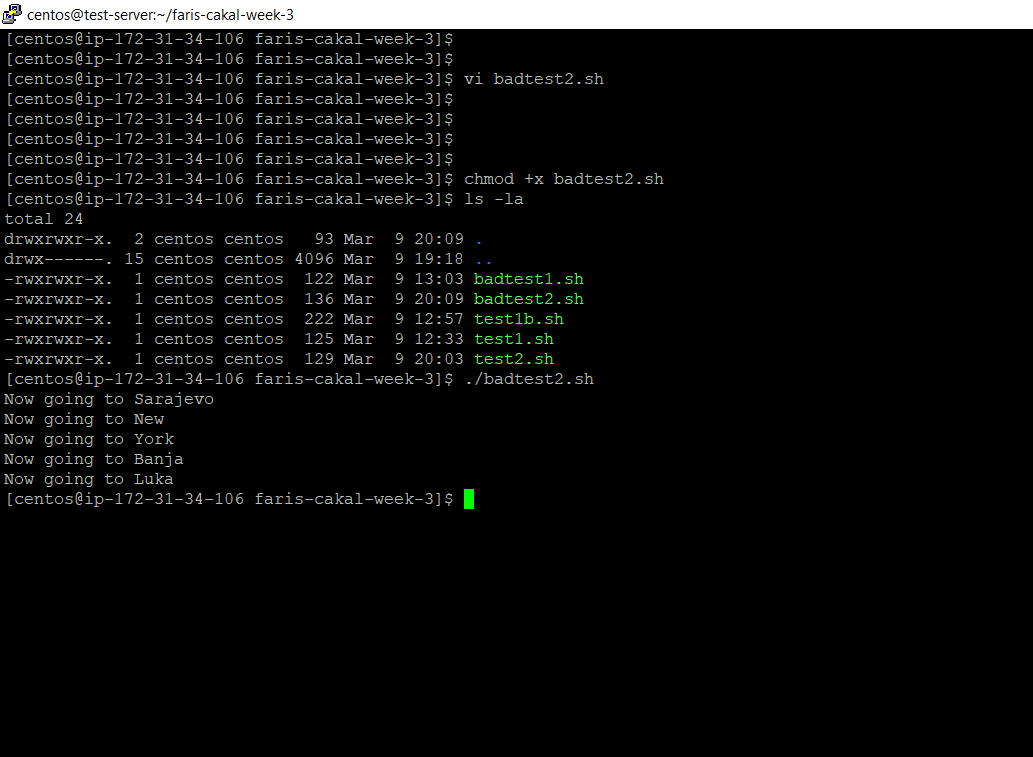 centos@test-server:~/faris-cakal-week-3
[centos@ip-172-31-34-106 faris-cakal-week-3]$
[centos@ip-172-31-34-106 faris-cakal-week-3]$
[centos@ip-172-31-34-106 faris-cakal-week-3]$ vi badtest2.sh
[centos@ip-172-31-34-106 faris-cakal-week-3]$
[centos@ip-172-31-34-106 faris-cakal-week-3]$
[centos@ip-172-31-34-106 faris-cakal-week-3]$
[centos@ip-172-31-34-106 faris-cakal-week-3]$
[centos@ip-172-31-34-106 faris-cakal-week-3]$ chmod +x badtest2.sh
[centos@ip-172-31-34-106 faris-cakal-week-3]$ ls -la
total 24
drwxrwxr-x.  2 centos centos   93 Mar  9 20:09 .
drwx------. 15 centos centos 4096 Mar  9 19:18 ..
-rwxrwxr-x.  1 centos centos  122 Mar  9 13:03 badtest1.sh
-rwxrwxr-x.  1 centos centos  136 Mar  9 20:09 badtest2.sh
-rwxrwxr-x.  1 centos centos  222 Mar  9 12:57 test1b.sh
-rwxrwxr-x.  1 centos centos  125 Mar  9 12:33 test1.sh
-rwxrwxr-x.  1 centos centos  129 Mar  9 20:03 test2.sh
[centos@ip-172-31-34-106 faris-cakal-week-3]$ ./badtest2.sh
Now going to Sarajevo
Now going to New
Now going to York
Now going to Banja
Now going to Luka
[centos@ip-172-31-34-106 faris-cakal-week-3]$